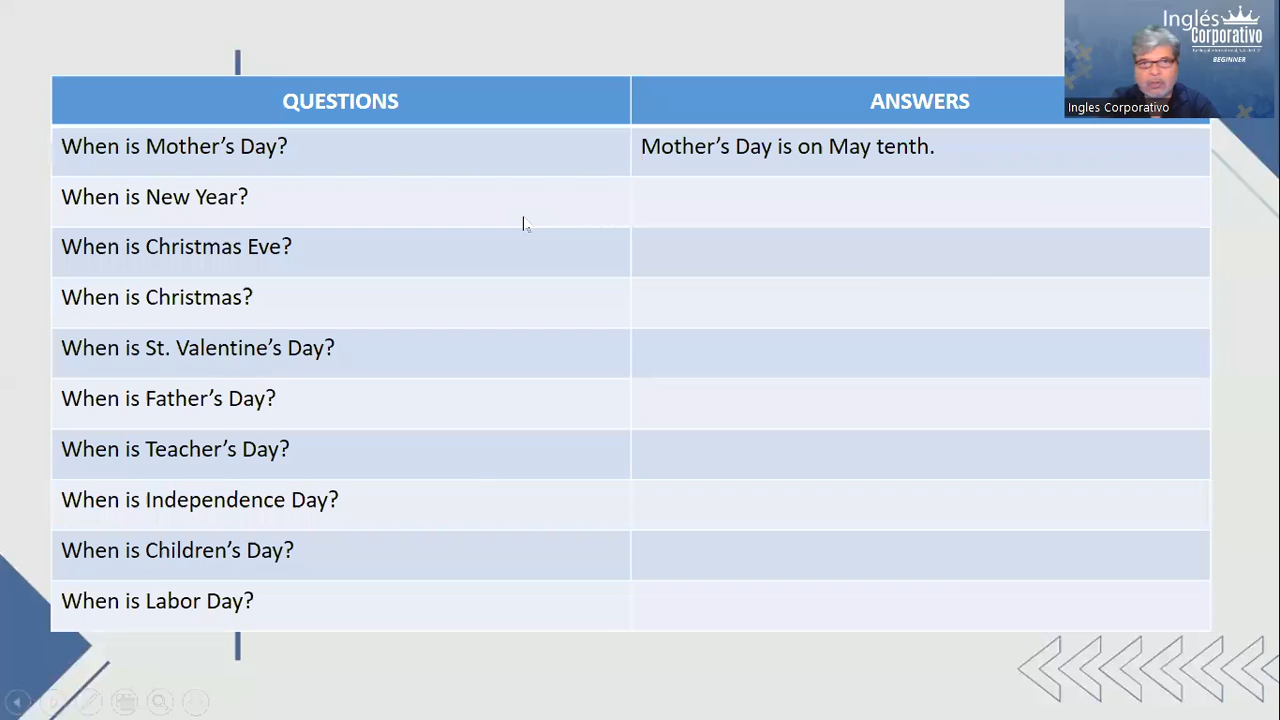 Inglés
Corporativo
BEGINNER
Ingles Corporativo
QUESTIONS ANSWERS
When is Mother’s Day? Mother’s Day is on May tenth.
When is New Year?
When is Christmas Eve?
When is Christmas?
When is St. Valentine’s Day?
When is Father’s Day?
When is Teacher’s Day?
When is Independence Day?
When is Children’s Day?
When is Labor Day?